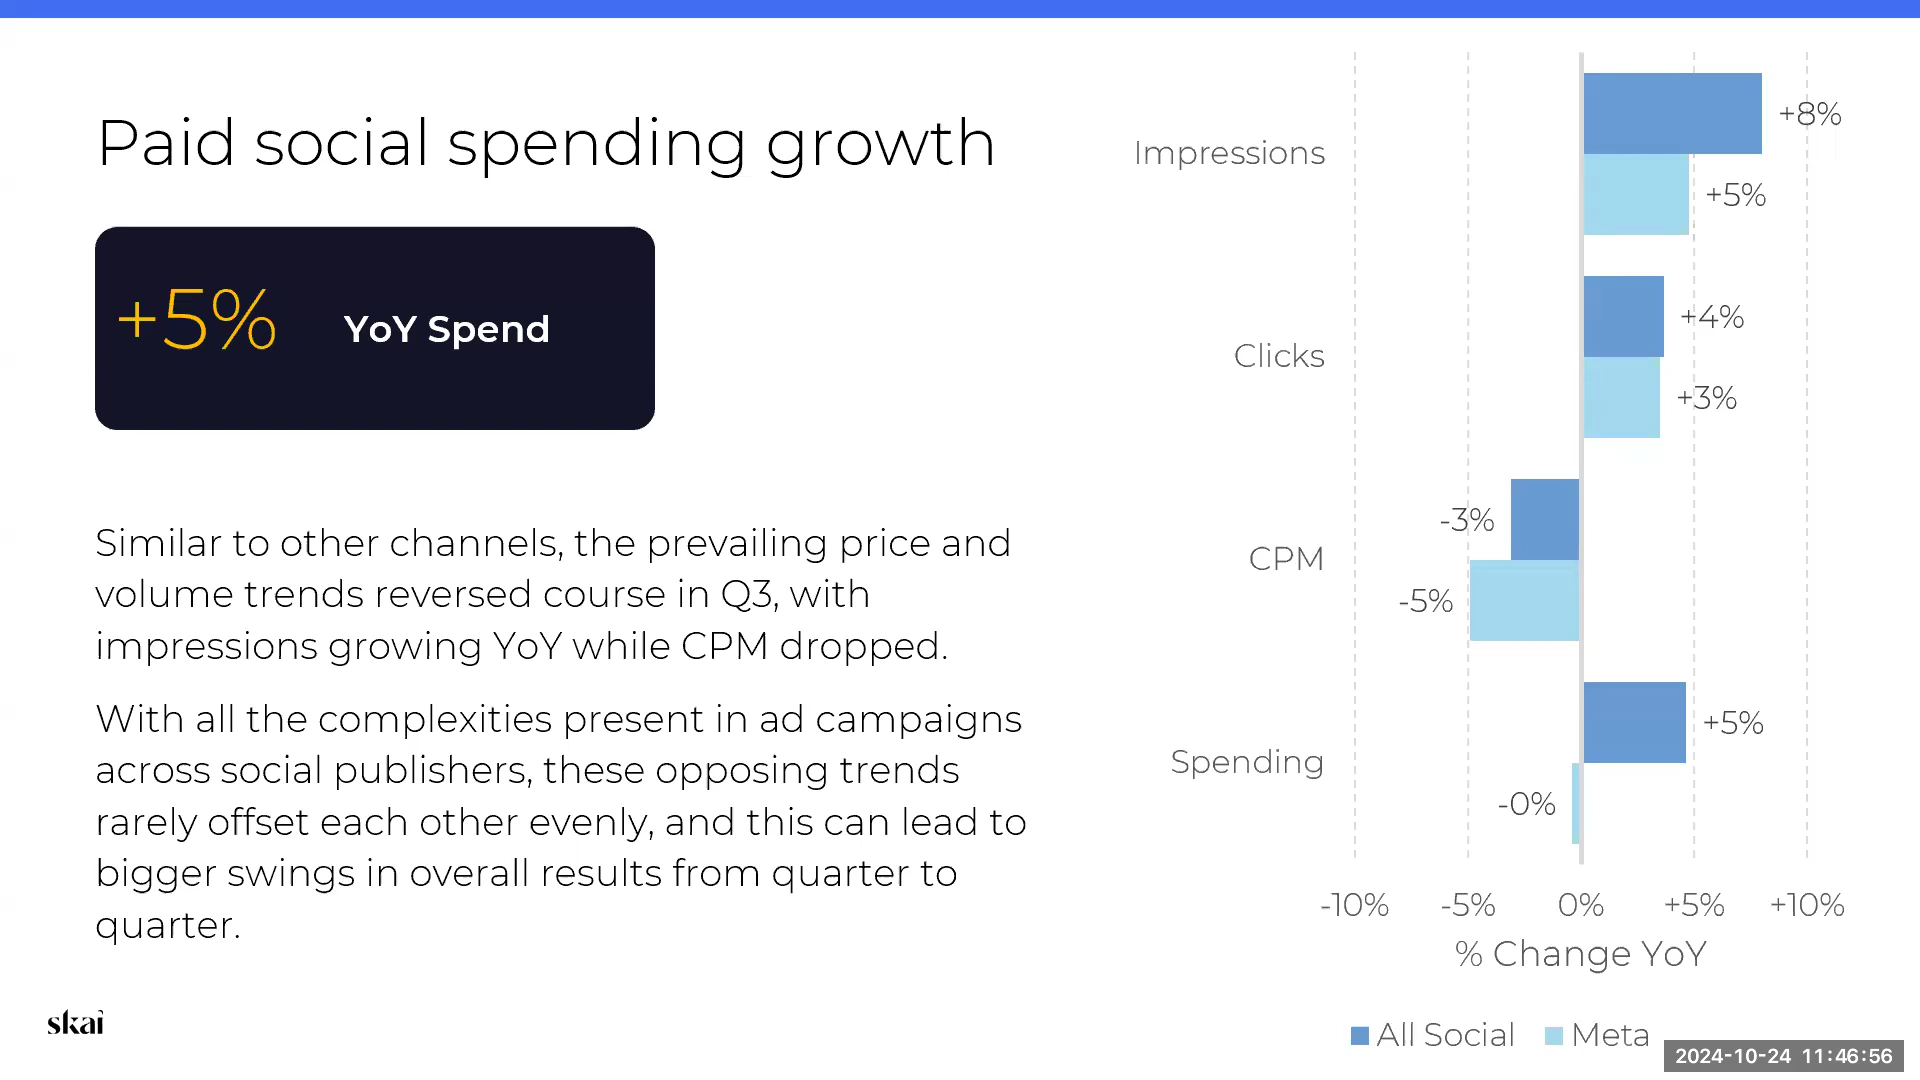 Paid social spending growth
+5% YoY Spend
Similar to other channels, the prevailing price and
volume trends reversed course in Q3, with
impressions growing YoY while CPM dropped.
With all the complexities present in ad campaigns
across social publishers, these opposing trends
rarely offset each other evenly, and this can lead to
bigger swings in overall results from quarter to
quarter.
skai
Impressions
+8%
+5%
Clicks
+4%
+3%
CPM
-3%
-5%
Spending
+5%
-0%
-10% -5% 0% +5% +10%
% Change YoY
All Social Meta
2024-10-24 11:46:56